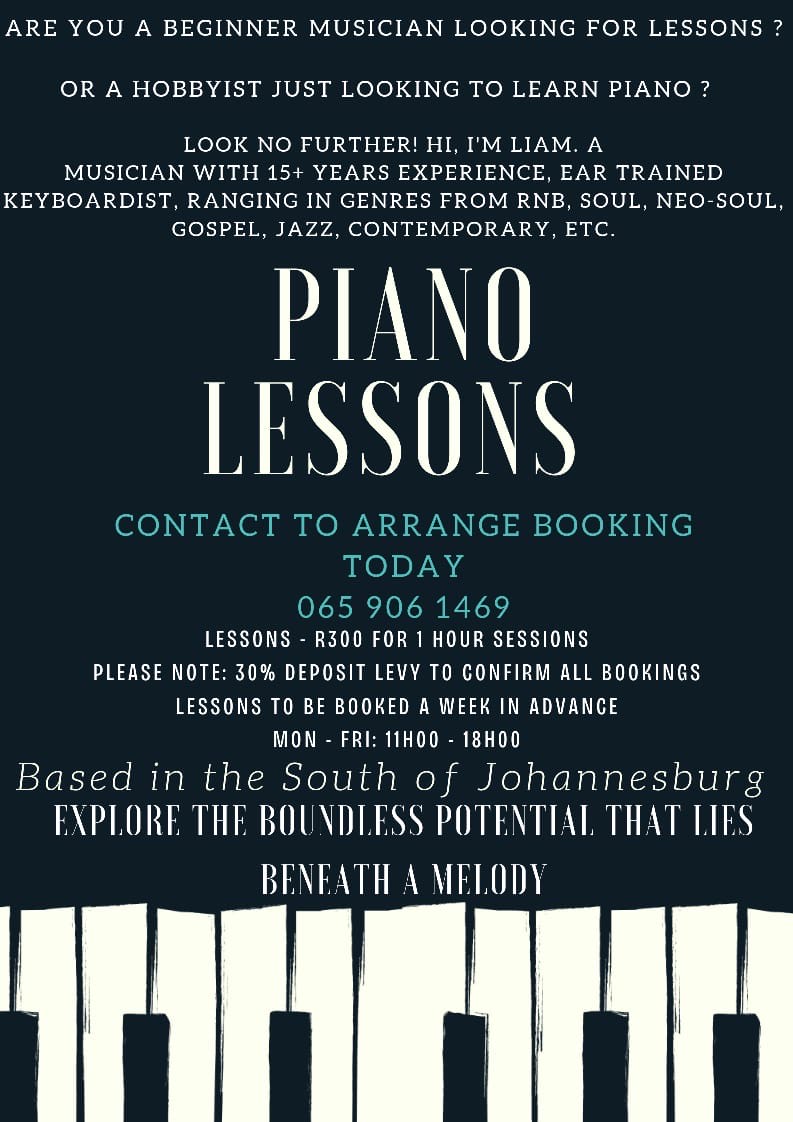 ARE YOU A BEGINNER MUSICIAN LOOKING FOR LESSONS ?
OR A HOBBYIST JUST LOOKING TO LEARN PIANO ?
LOOK NO FURTHER! HI, I'M LIAM. A
MUSICIAN WITH 15+ YEARS EXPERIENCE, EAR TRAINED
KEYBOARDIST, RANGING IN GENRES FROM RNB, SOUL, NEO-SOUL,
GOSPEL, JAZZ, CONTEMPORARY, ETC.
PIANO
LESSONS
CONTACT TO ARRANGE BOOKING
TODAY
065 906 1469
LESSONS - R300 FOR 1 HOUR SESSIONS
PLEASE NOTE: 30% DEPOSIT LEVY TO CONFIRM ALL BOOKINGS
LESSONS TO BE BOOKED A WEEK IN ADVANCE
MON - FRI: 11H00 - 18H00
Based in the South of Johannesburg
EXPLORE THE BOUNDLESS POTENTIAL THAT LIES
BENEATH A MELODY